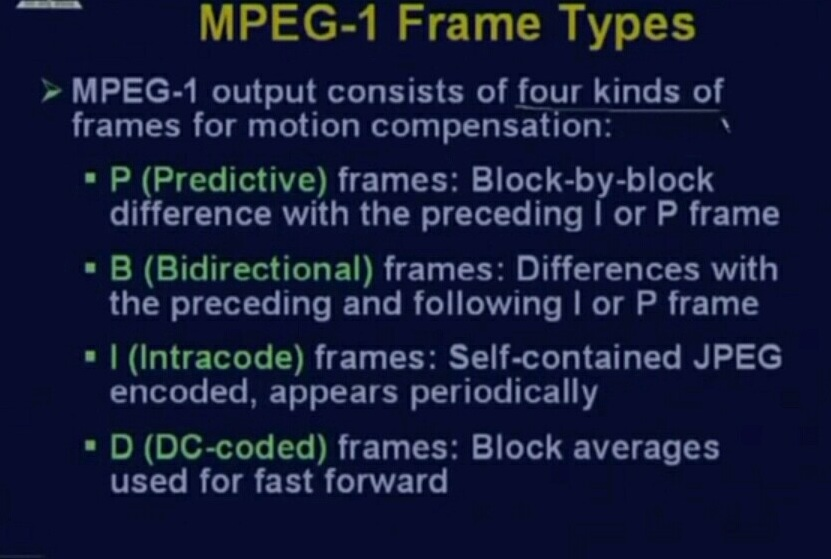 MPEG-1 Frame Types
➢ MPEG-1 output consists of four kinds of
frames for motion compensation:
▪ P (Predictive) frames: Block-by-block
difference with the preceding I or P frame
▪ B (Bidirectional) frames: Differences with
the preceding and following I or P frame
▪ I (Intracode) frames: Self-contained JPEG
encoded, appears periodically
▪ D (DC-coded) frames: Block averages
used for fast forward